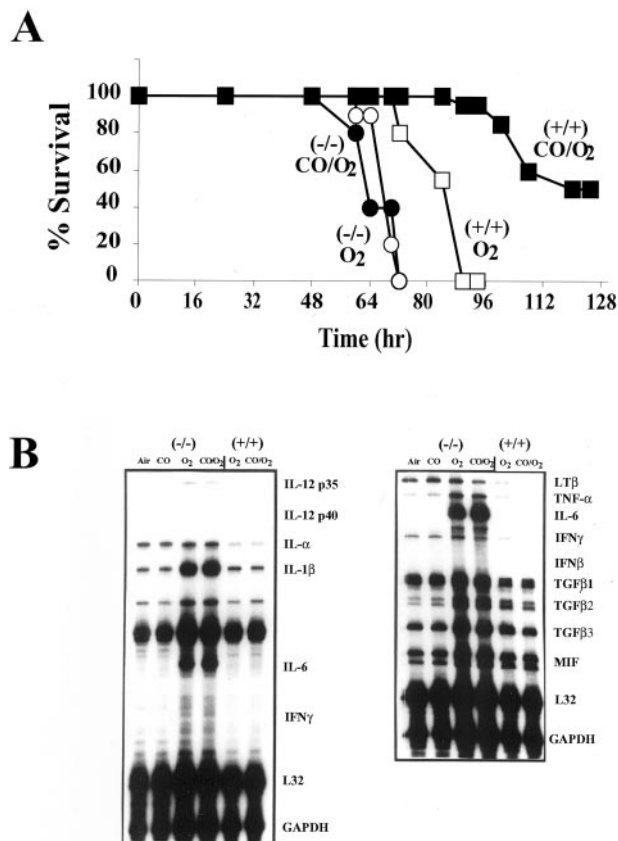 A
% Survival
100
80
60
40
20
0
(-/-)
CO/O2
(-/-)
O2
(+/+)
O2
(+/+)
CO/O2
0 16 32 48 64 80 96 112 128
Time (hr)
B
(-/-) (+/+)
Air CO O2 CO/O2 O2 CO/O2
IL-12 p35
IL-12 p40
IL-α
IL-1β
IL-6
IFNγ
L32
GAPDH
(-/-) (+/+)
Air CO O2 CO/O2 O2 CO/O2
LTβ
TNF-α
IL-6
IFNγ
IFNβ
TGFβ1
TGFβ2
TGFβ3
MIF
L32
GAPDH